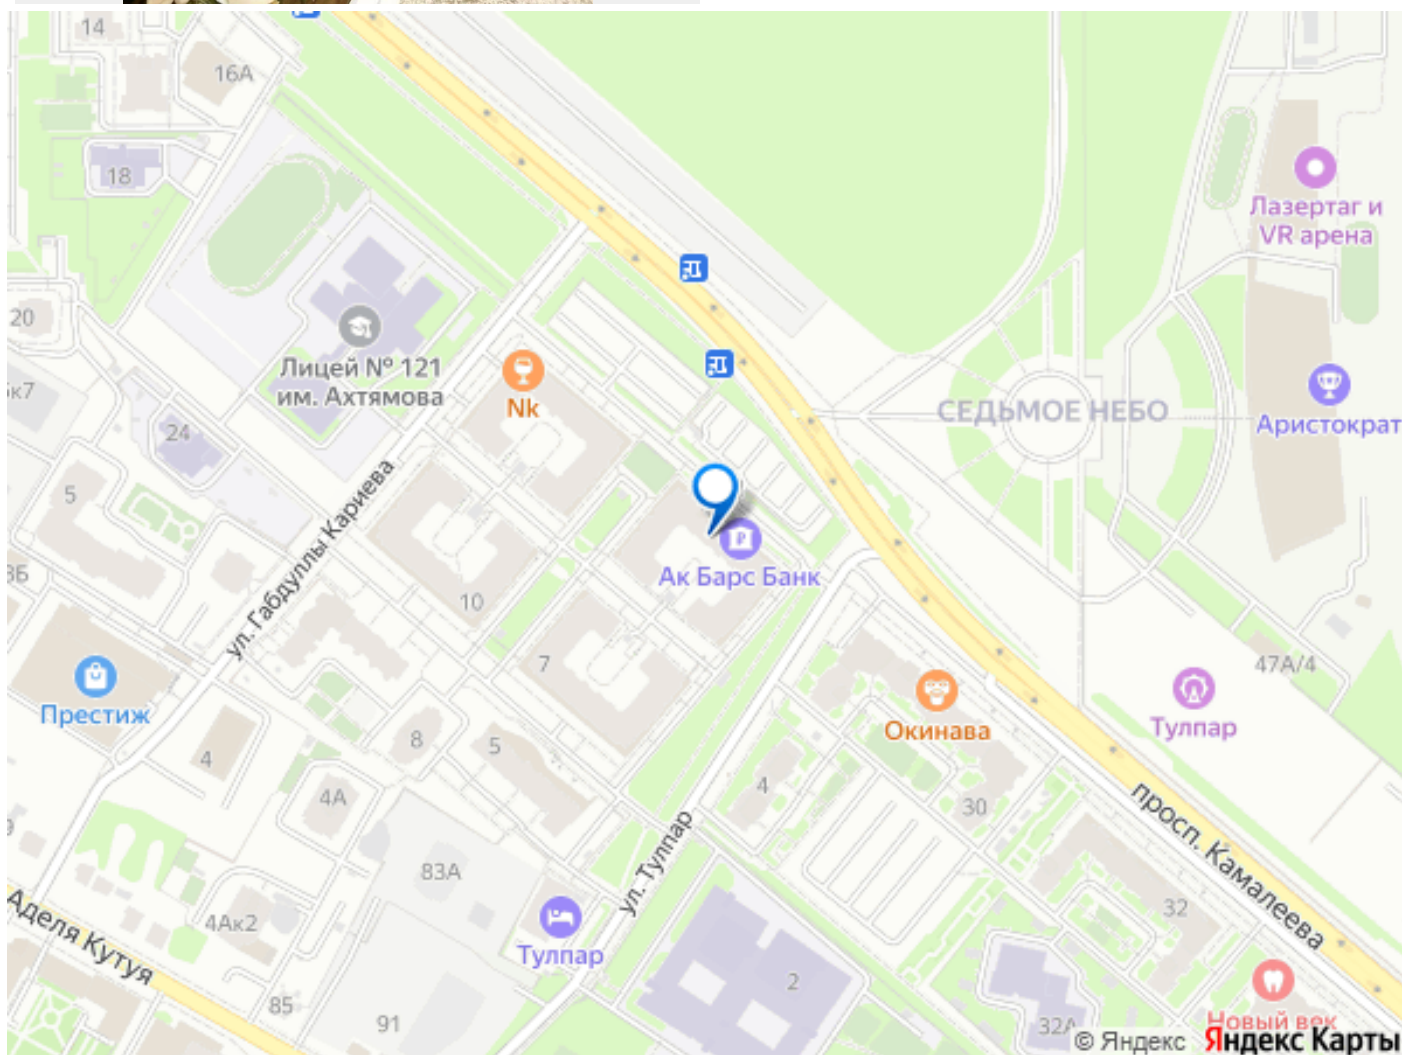 14
16А
18
20
Лазертаг и
VR арена
Лицей № 121
им. Ахтямова
Nk
СЕДЬМОЕ НЕБО
Аристократ
24
5
ул. Габдуллы Кариева
10
Ак Барс Банк
7
47А/4
Престиж
Окинава
Тулпар
8
5
4
4А
4
30
просп. Камалеева
83А
ул. Тулпар
32
4Ак2
Аделя Кутуя
Тулпар
2
85
91
32А
Новый век
© Яндекс Яндекс Карты